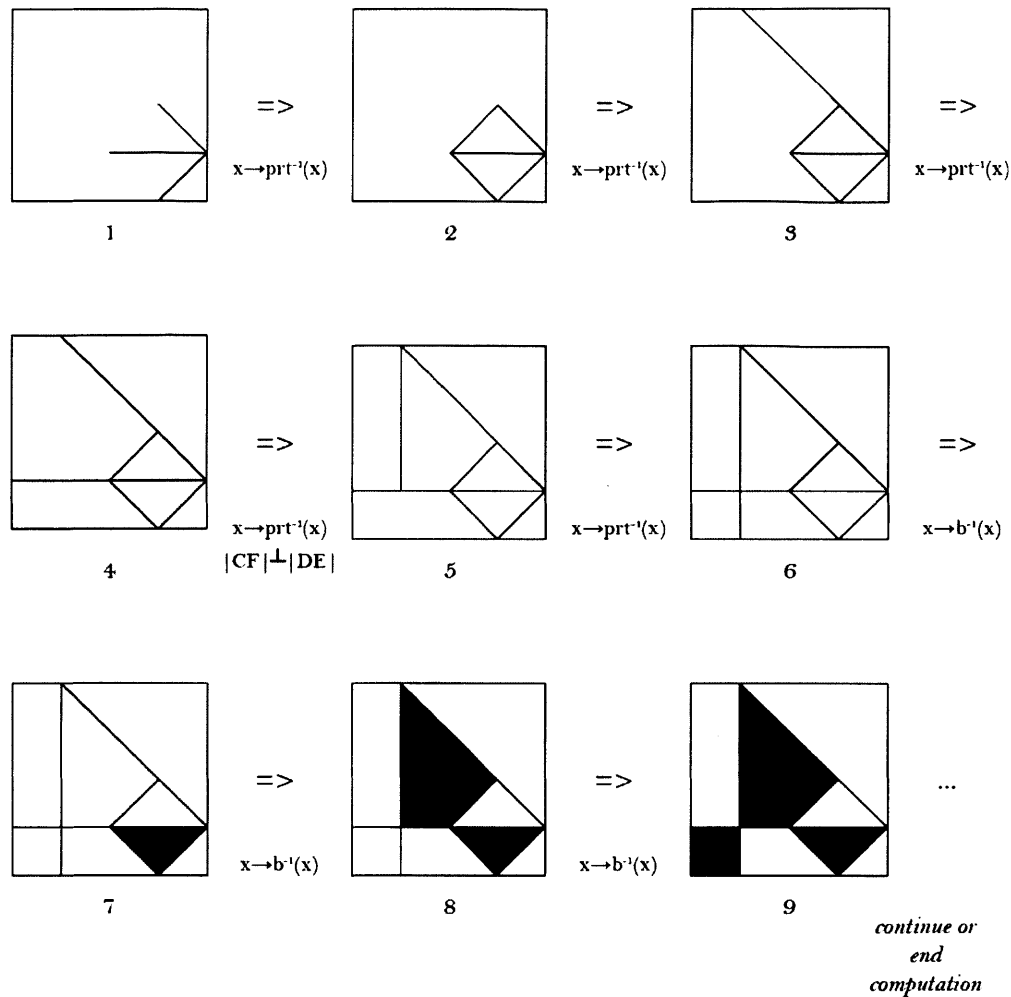 => => =>
x→prt⁻¹(x) x→prt⁻¹(x) x→prt⁻¹(x)
1 2 3
=> => =>
x→prt⁻¹(x) x→prt⁻¹(x) x→b⁻¹(x)
|CF|⊥|DE|
4 5 6
=> => ...
x→b⁻¹(x) x→b⁻¹(x)
7 8 9
continue or
end
computation